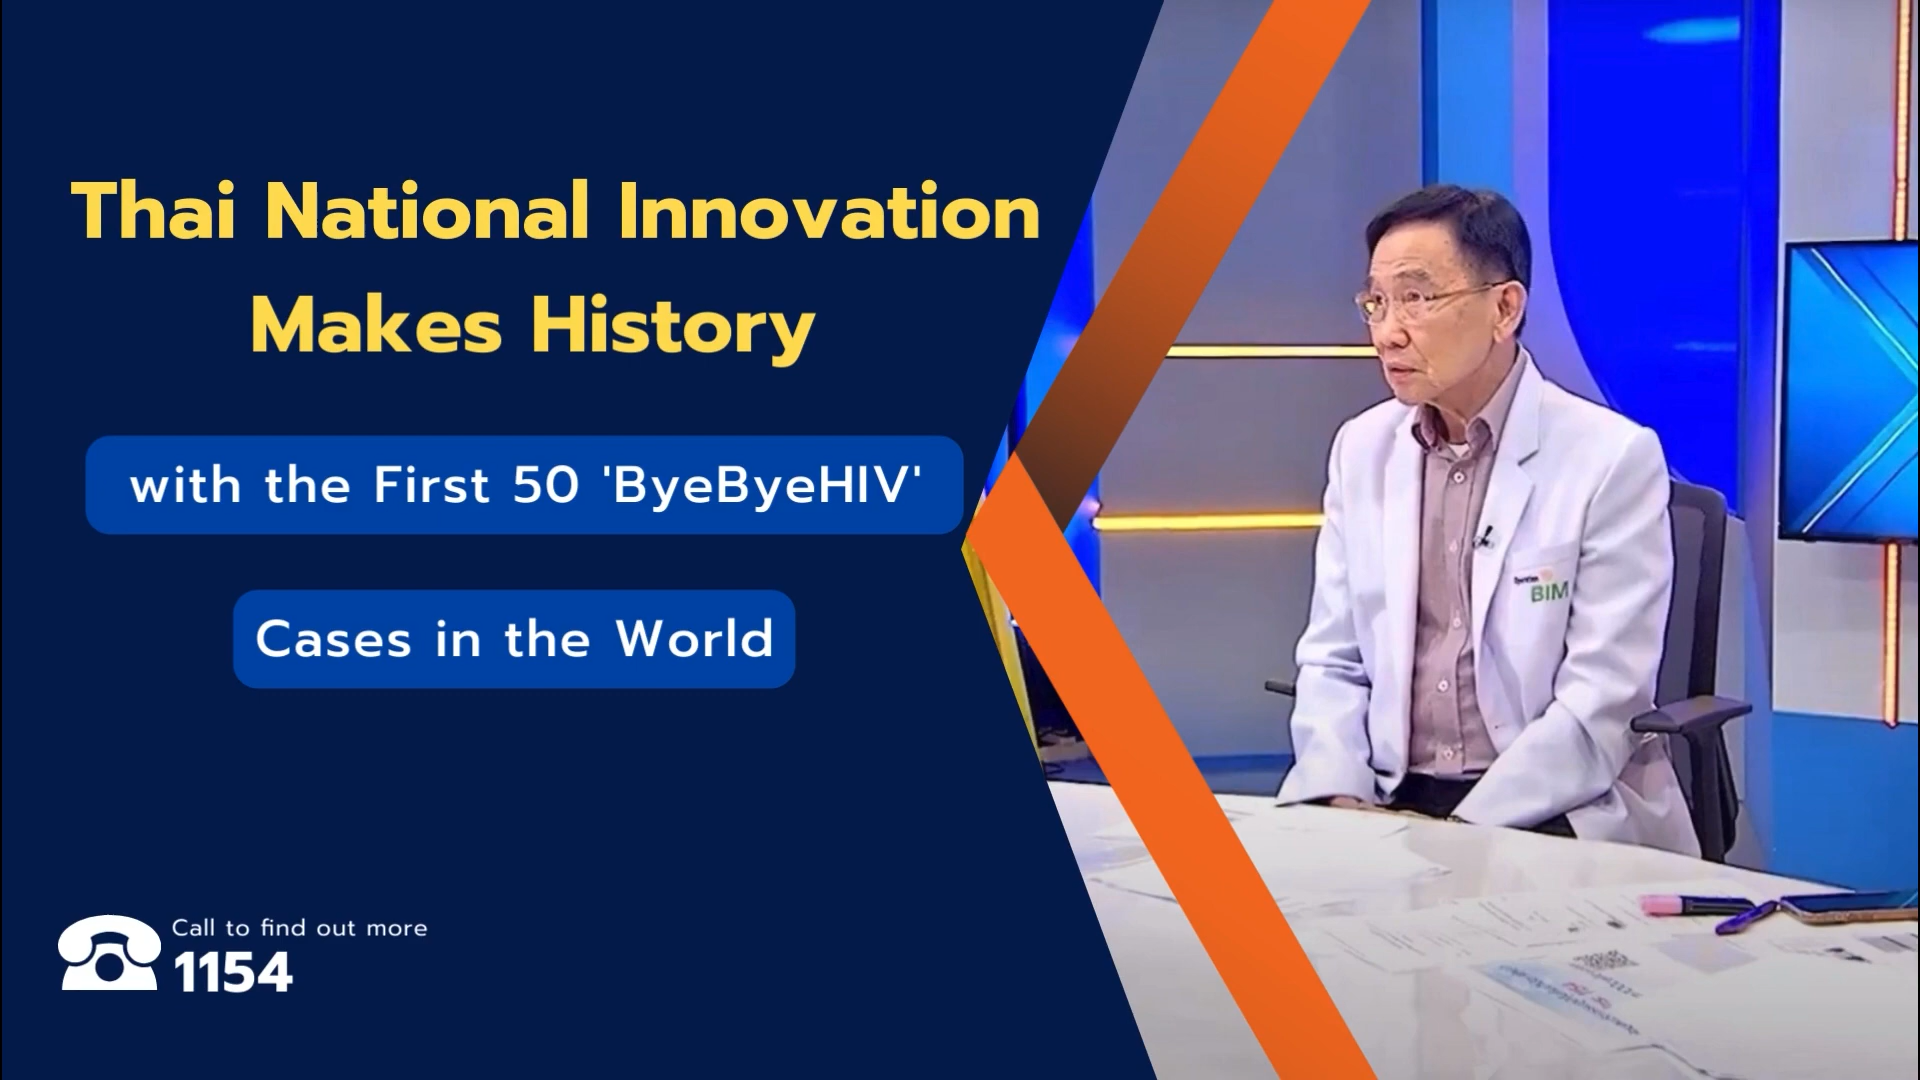 Thai National Innovation
Makes History
with the First 50 'ByeByeHIV'
Cases in the World
Call to find out more
1154
Operation
BIM